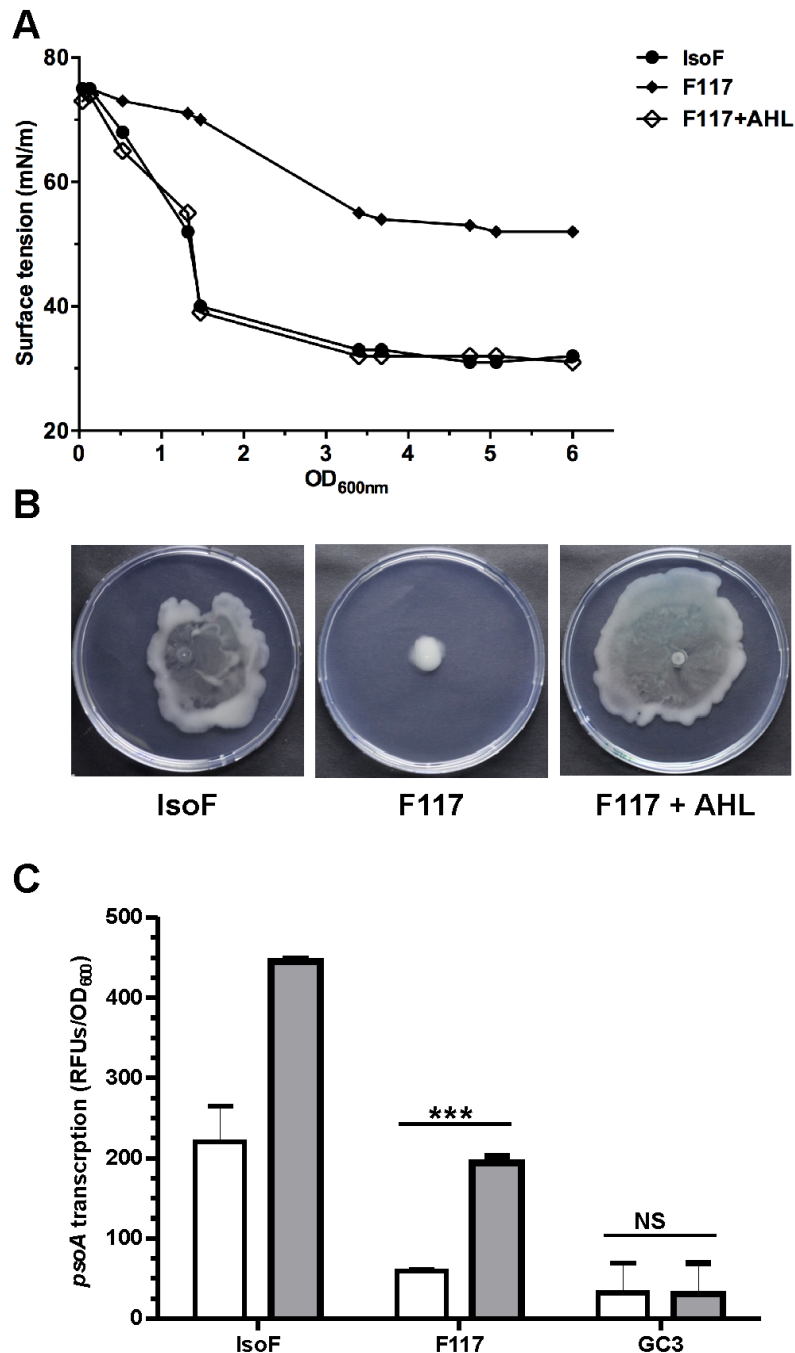 A
80
60
40
20
Surface tension (mN/m)
0 1 2 3 4 5 6
OD600nm
IsoF
F117
F117+AHL
B
IsoF F117 F117 + AHL
C
500
400
300
200
100
0
psoA transcrption (RFUs/OD600)
***
NS
IsoF F117 GC3